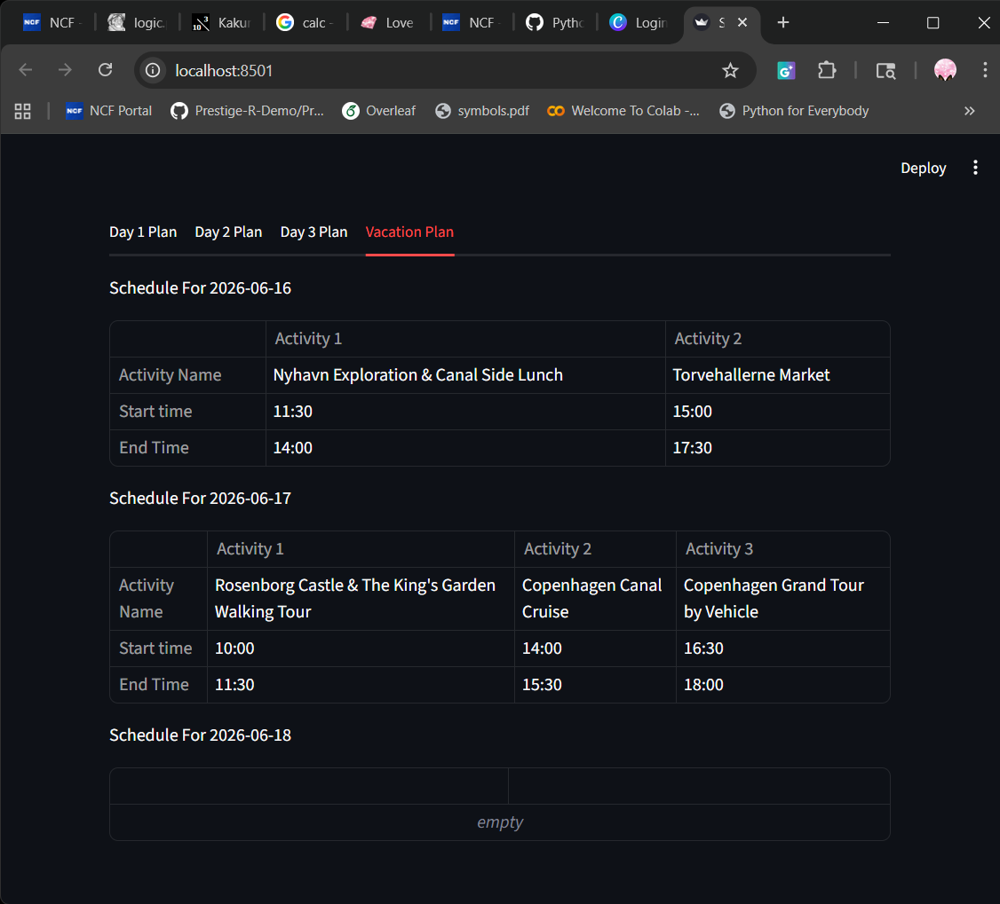 NCF
logic.
Kaku
calc -
Love
NCF
Pytho
Login
S
localhost:8501
NCF Portal
Prestige-R-Demo/Pr...
Overleaf
symbols.pdf
Welcome To Colab -...
Python for Everybody
Deploy
Day 1 Plan Day 2 Plan Day 3 Plan Vacation Plan
Schedule For 2026-06-16
Activity 1 Activity 2
Activity Name Nyhavn Exploration & Canal Side Lunch Torvehallerne Market
Start time 11:30 15:00
End Time 14:00 17:30
Schedule For 2026-06-17
Activity 1 Activity 2 Activity 3
Activity Rosenborg Castle & The King's Garden Copenhagen Canal Copenhagen Grand Tour
Name Walking Tour Cruise by Vehicle
Start time 10:00 14:00 16:30
End Time 11:30 15:30 18:00
Schedule For 2026-06-18
empty